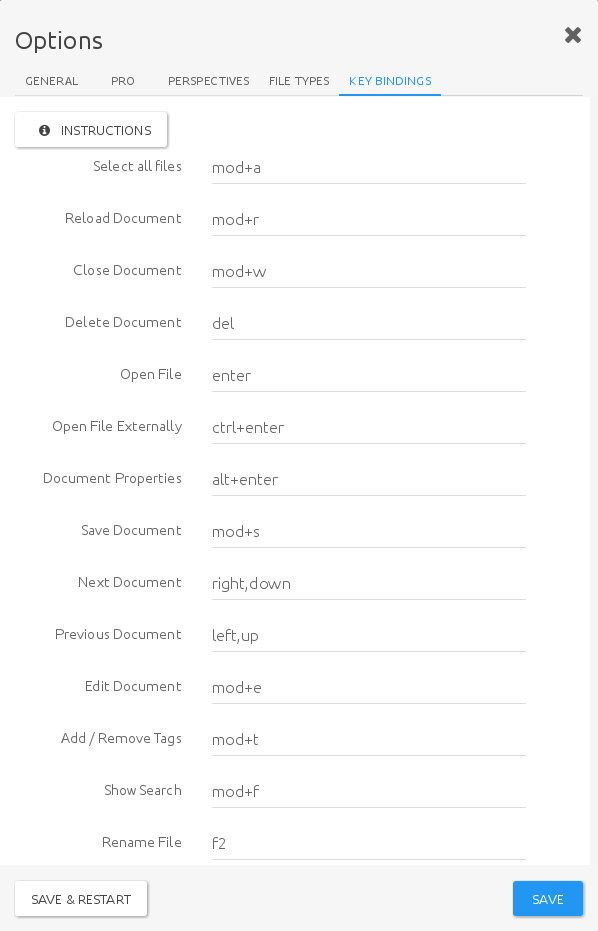 Options
GENERAL PRO PERSPECTIVES FILE TYPES KEY BINDINGS
INSTRUCTIONS
Select all files mod+a
Reload Document mod+r
Close Document mod+w
Delete Document del
Open File enter
Open File Externally ctrl+enter
Document Properties alt+enter
Save Document mod+s
Next Document right,down
Previous Document left,up
Edit Document mod+e
Add / Remove Tags mod+t
Show Search mod+f
Rename File f2
SAVE & RESTART SAVE